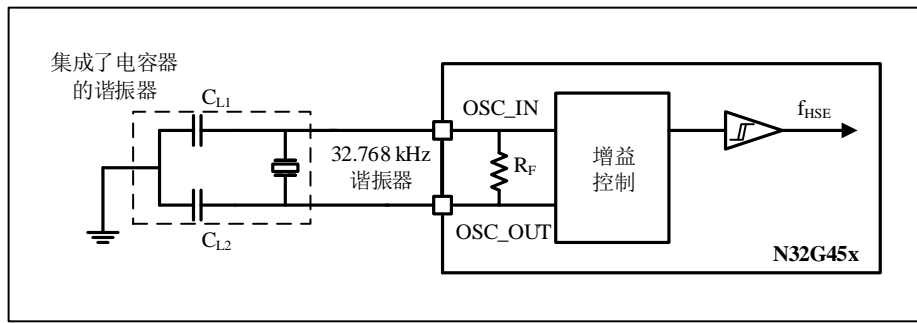 集成了电容器
的谐振器
CL1
OSC_IN
fHSE
32.768 kHz
谐振器
RF
增益
控制
CL2
OSC_OUT
N32G45x